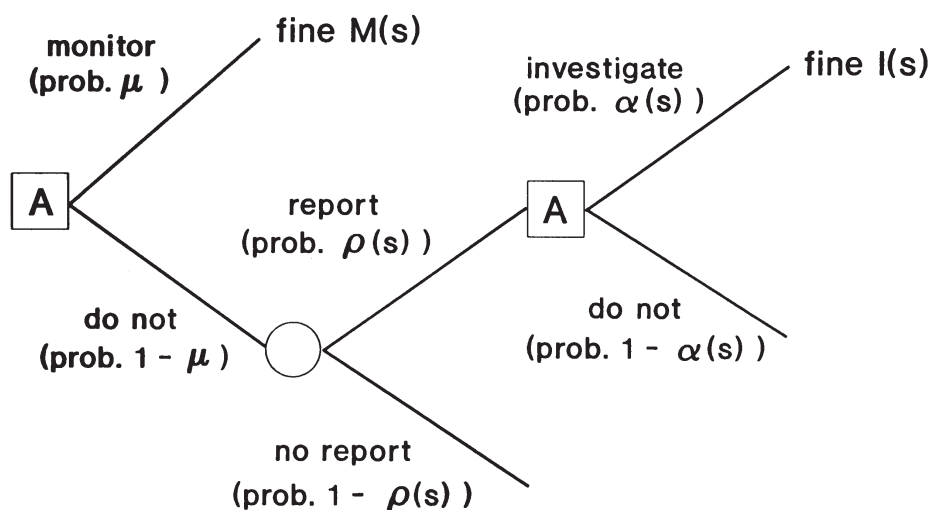 monitor
(prob. μ )
fine M(s)
investigate
(prob. α(s) )
fine I(s)
A
report
(prob. ρ(s) )
A
do not
(prob. 1 - μ )
do not
(prob. 1 - α(s) )
no report
(prob. 1 - ρ(s) )